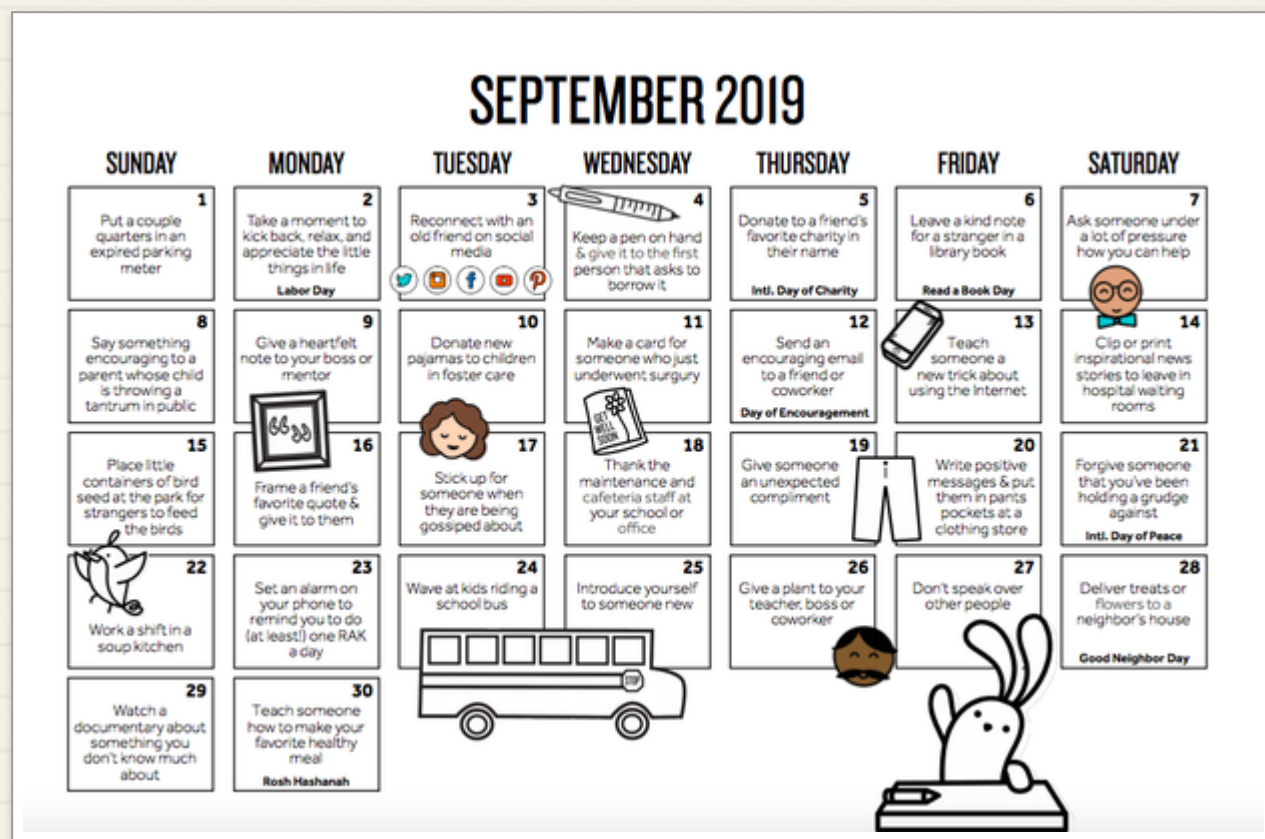 SEPTEMBER 2019
SUNDAY
MONDAY
TUESDAY
WEDNESDAY
THURSDAY
FRIDAY
SATURDAY
1
Put a couple
quarters in an
expired parking
meter
2
Take a moment to
kick back, relax, and
appreciate the little
things in life
Labor Day
3
Reconnect with an
old friend on social
media
4
Keep a pen on hand
& give it to the first
person that asks to
borrow it
5
Donate to a friend's
favorite charity in
their name
Intl. Day of Charity
6
Leave a kind note
for a stranger in a
library book
Read a Book Day
7
Ask someone under
a lot of pressure
how you can help
8
Say something
encouraging to a
parent whose child
is throwing a
tantrum in public
9
Give a heartfelt
note to your boss or
mentor
10
Donate new
pajamas to children
in foster care
11
Make a card for
someone who just
underwent surgury
GET
WELL
SOON
12
Send an
encouraging email
to a friend or
coworker
Day of Encouragement
13
Teach
someone a
new trick about
using the Internet
14
Clip or print
inspirational news
stories to leave in
hospital waiting
rooms
15
Place little
containers of bird
seed at the park for
strangers to feed
the birds
16
Frame a friend's
favorite quote &
give it to them
17
Stick up for
someone when
they are being
gossiped about
18
Thank the
maintenance and
cafeteria staff at
your school or
office
19
Give someone
an unexpected
compliment
20
Write positive
messages & put
them in pants
pockets at a
clothing store
21
Forgive someone
that you've been
holding a grudge
against
Intl. Day of Peace
22
Work a shift in a
soup kitchen
23
Set an alarm on
your phone to
remind you to do
(at least!) one RAK
a day
24
Wave at kids riding a
school bus
STOP
25
Introduce yourself
to someone new
26
Give a plant to your
teacher, boss or
coworker
27
Don't speak over
other people
28
Deliver treats or
flowers to a
neighbor's house
Good Neighbor Day
29
Watch a
documentary about
something you
don't know much
about
30
Teach someone
how to make your
favorite healthy
meal
Rosh Hashanah